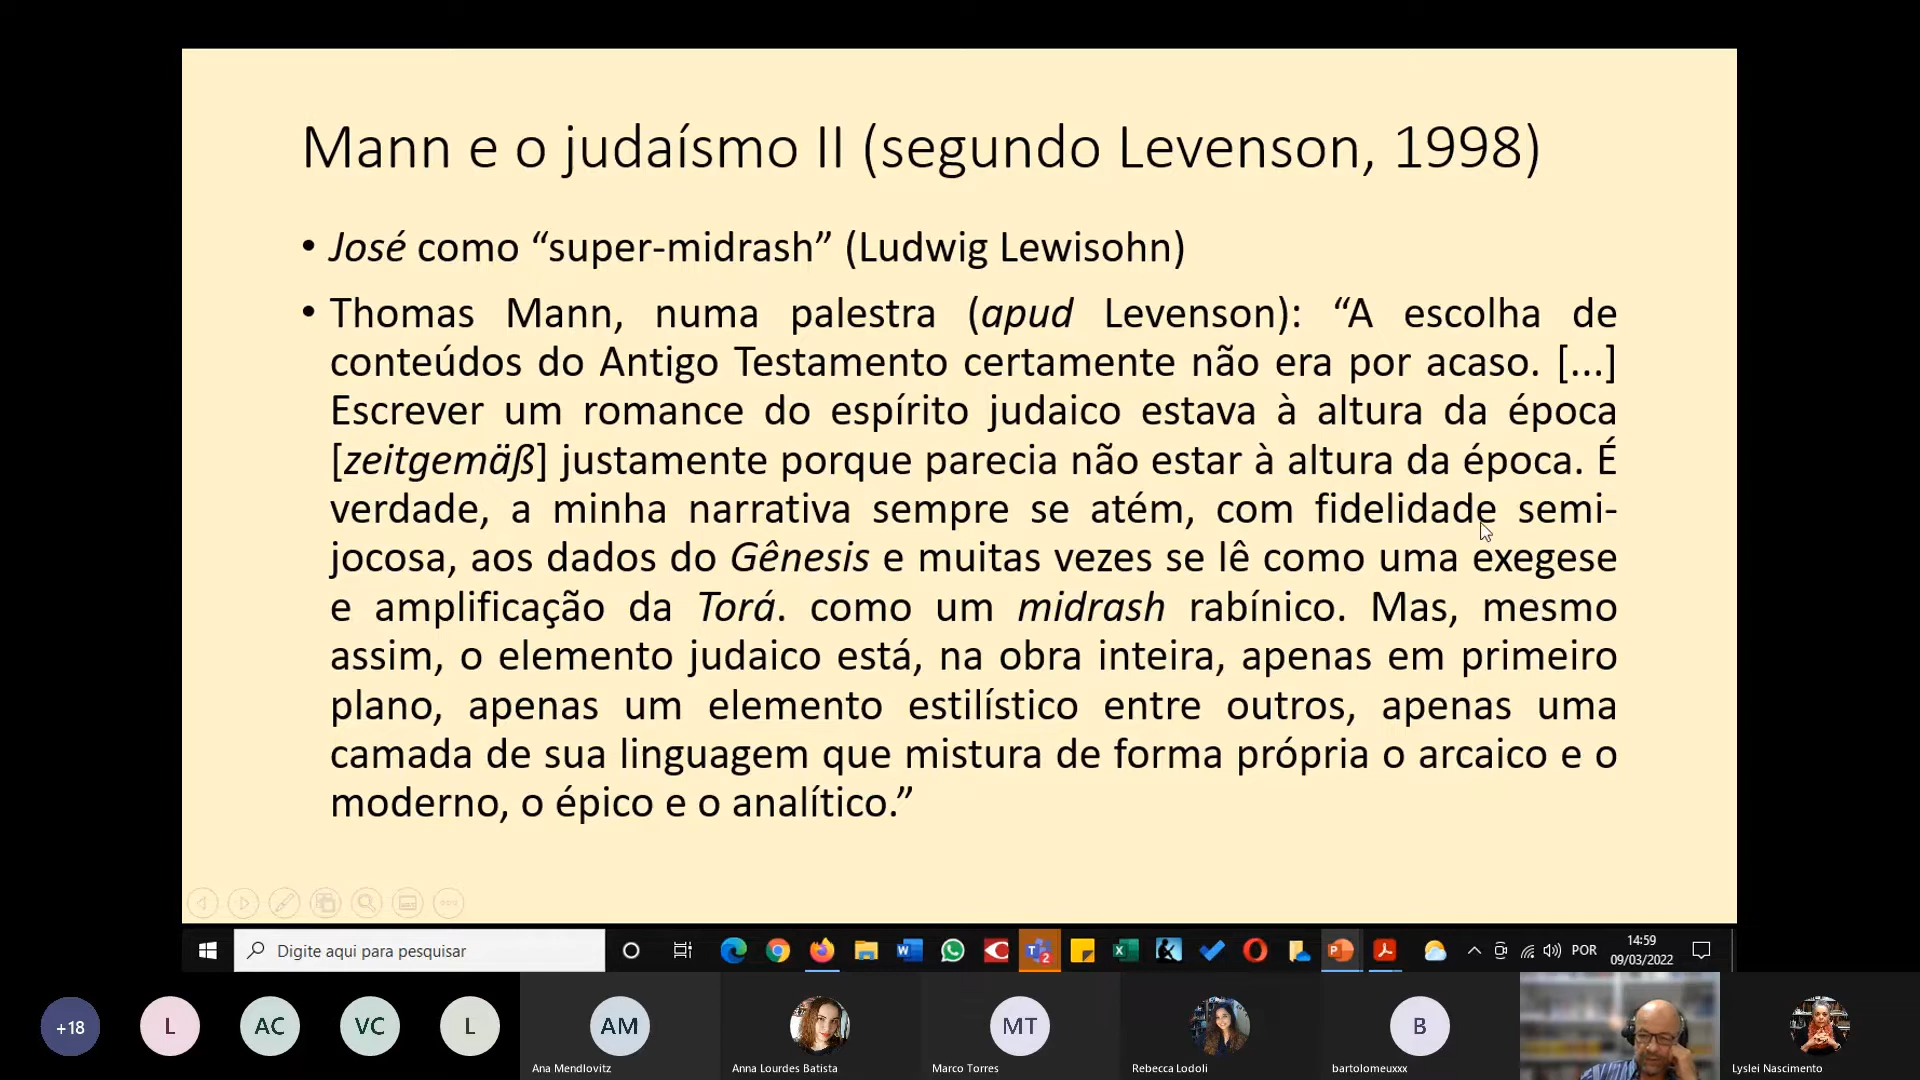 Mann e o judaísmo II (segundo Levenson, 1998)
• José como “super-midrash” (Ludwig Lewisohn)
• Thomas Mann, numa palestra (apud Levenson): “A escolha de
conteúdos do Antigo Testamento certamente não era por acaso. [...]
Escrever um romance do espírito judaico estava à altura da época
[zeitgemäß] justamente porque parecia não estar à altura da época. É
verdade, a minha narrativa sempre se atém, com fidelidade semi-
jocosa, aos dados do Gênesis e muitas vezes se lê como uma exegese
e amplificação da Torá. como um midrash rabínico. Mas, mesmo
assim, o elemento judaico está, na obra inteira, apenas em primeiro
plano, apenas um elemento estilístico entre outros, apenas uma
camada de sua linguagem que mistura de forma própria o arcaico e o
moderno, o épico e o analítico.”
Digite aqui para pesquisar
POR
14:59
09/03/2022
+18
L
AC
VC
L
AM
MT
B
Ana Mendlovitz
Anna Lourdes Batista
Marco Torres
Rebecca Lodoli
bartolomeuxxx
Lyslei Nascimento